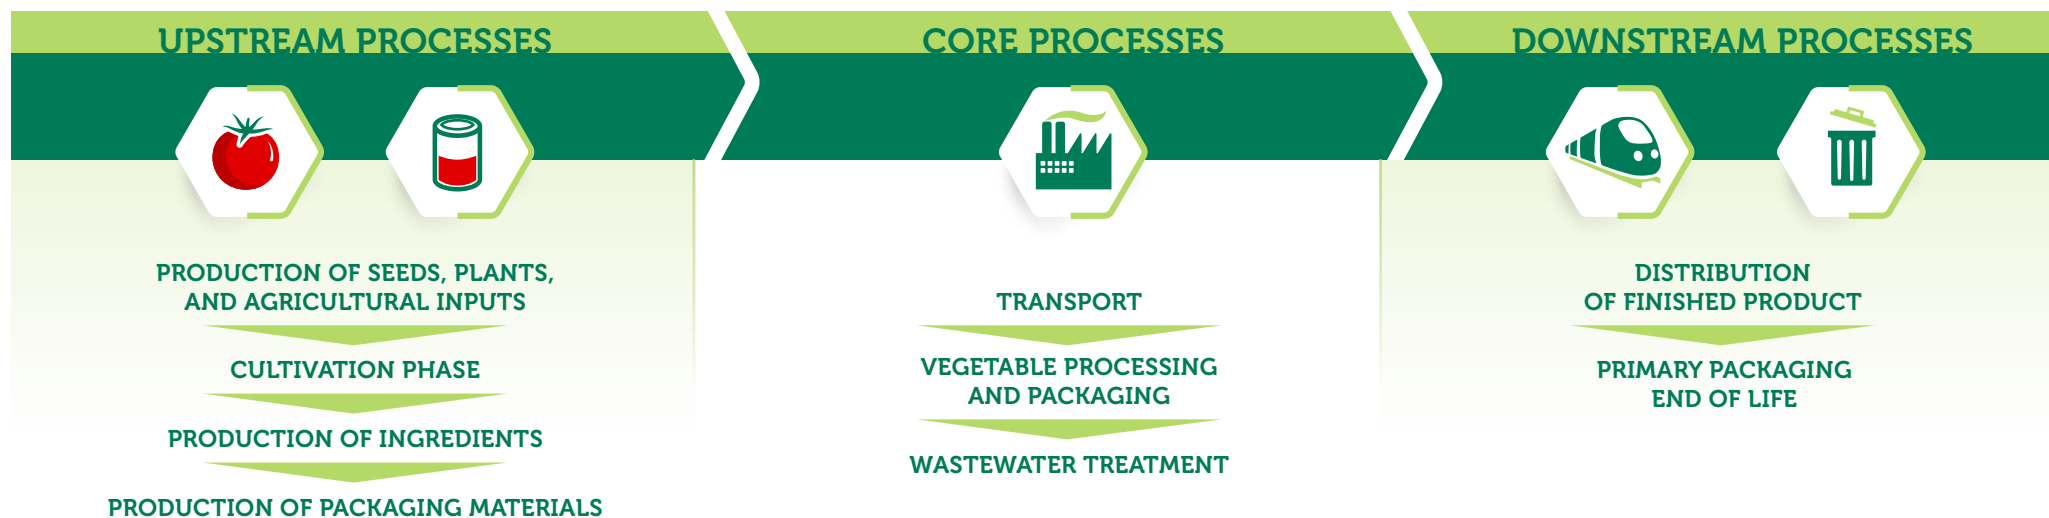 UPSTREAM PROCESSES
PRODUCTION OF SEEDS, PLANTS,
AND AGRICULTURAL INPUTS
CULTIVATION PHASE
PRODUCTION OF INGREDIENTS
PRODUCTION OF PACKAGING MATERIALS
CORE PROCESSES
TRANSPORT
VEGETABLE PROCESSING
AND PACKAGING
WASTEWATER TREATMENT
DOWNSTREAM PROCESSES
DISTRIBUTION
OF FINISHED PRODUCT
PRIMARY PACKAGING
END OF LIFE